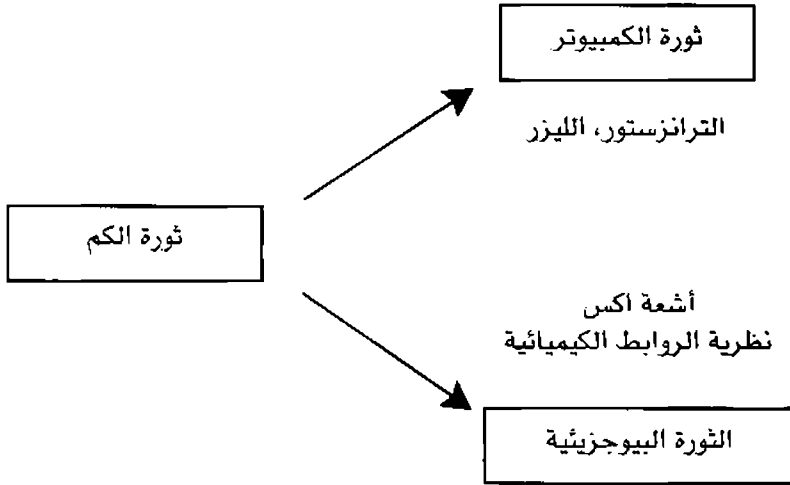 ثورة الكمبيوتر
الترانزستور، الليزر
ثورة الكم
أشعة اكس
نظرية الروابط الكيميائية
الثورة البيوجزيئية